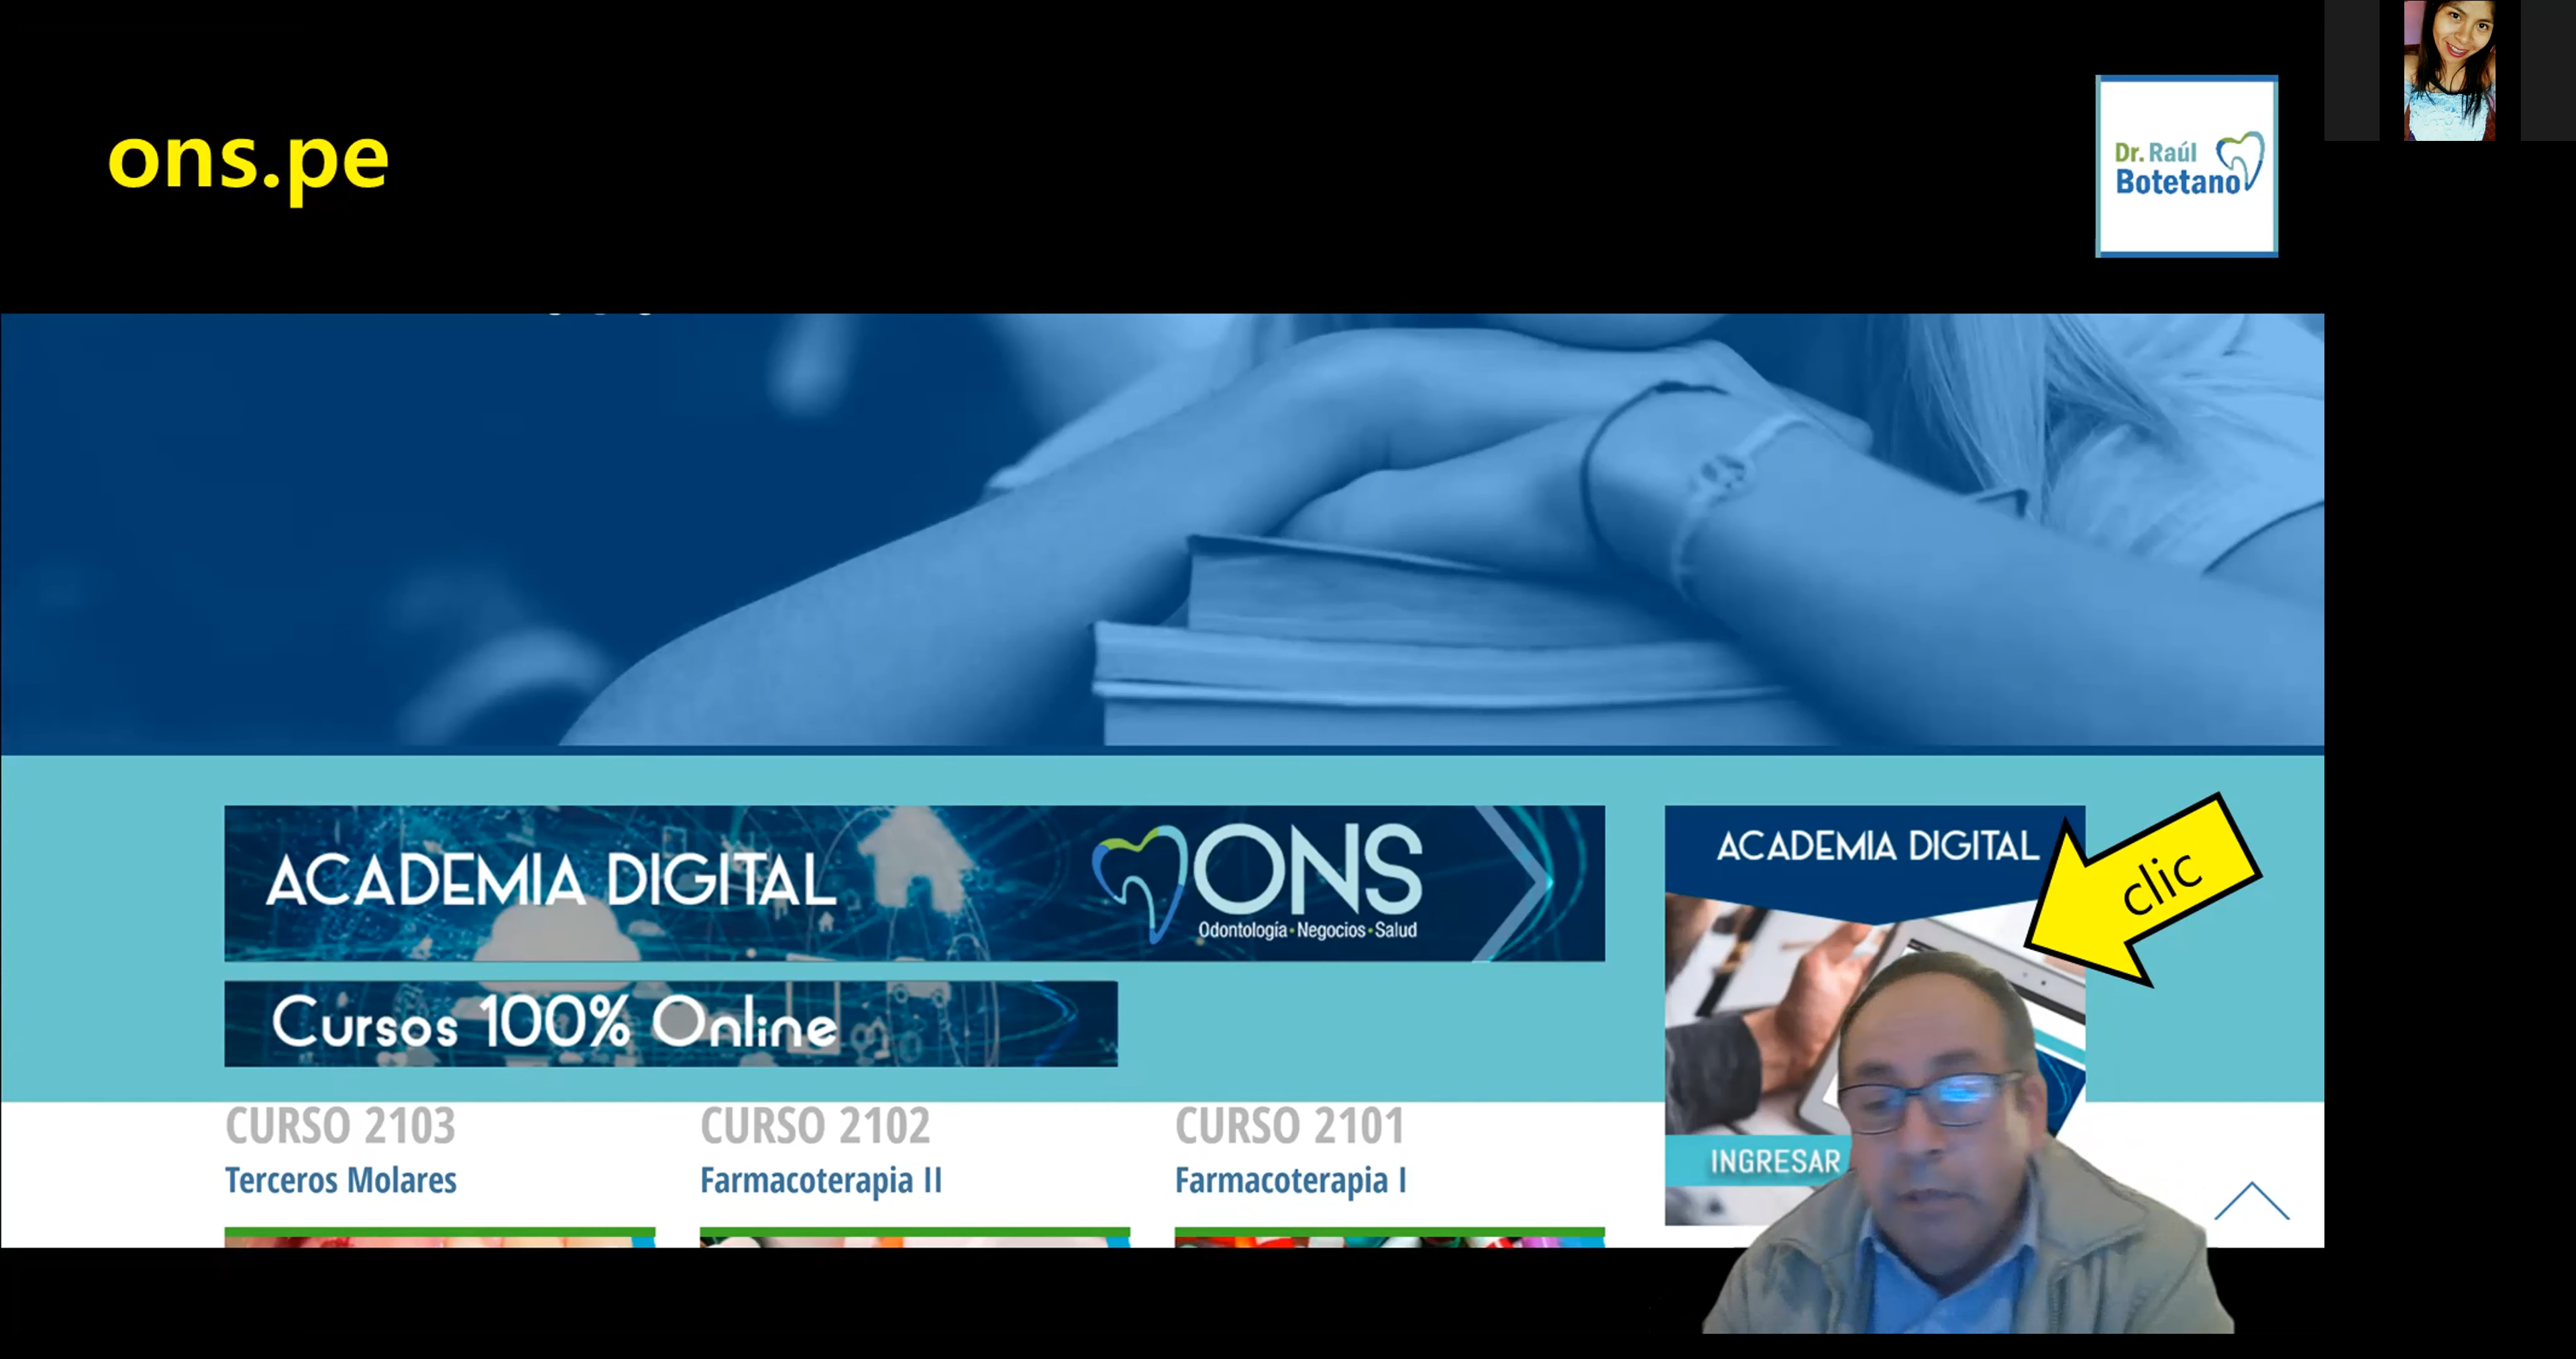 ons.pe
Dr. Raúl
Botetano
ACADEMIA DIGITAL
ONS
Odontología•Negocios•Salud
Cursos 100% Online
ACADEMIA DIGITAL
clic
INGRESAR
CURSO 2103
Terceros Molares
CURSO 2102
Farmacoterapia II
CURSO 2101
Farmacoterapia I